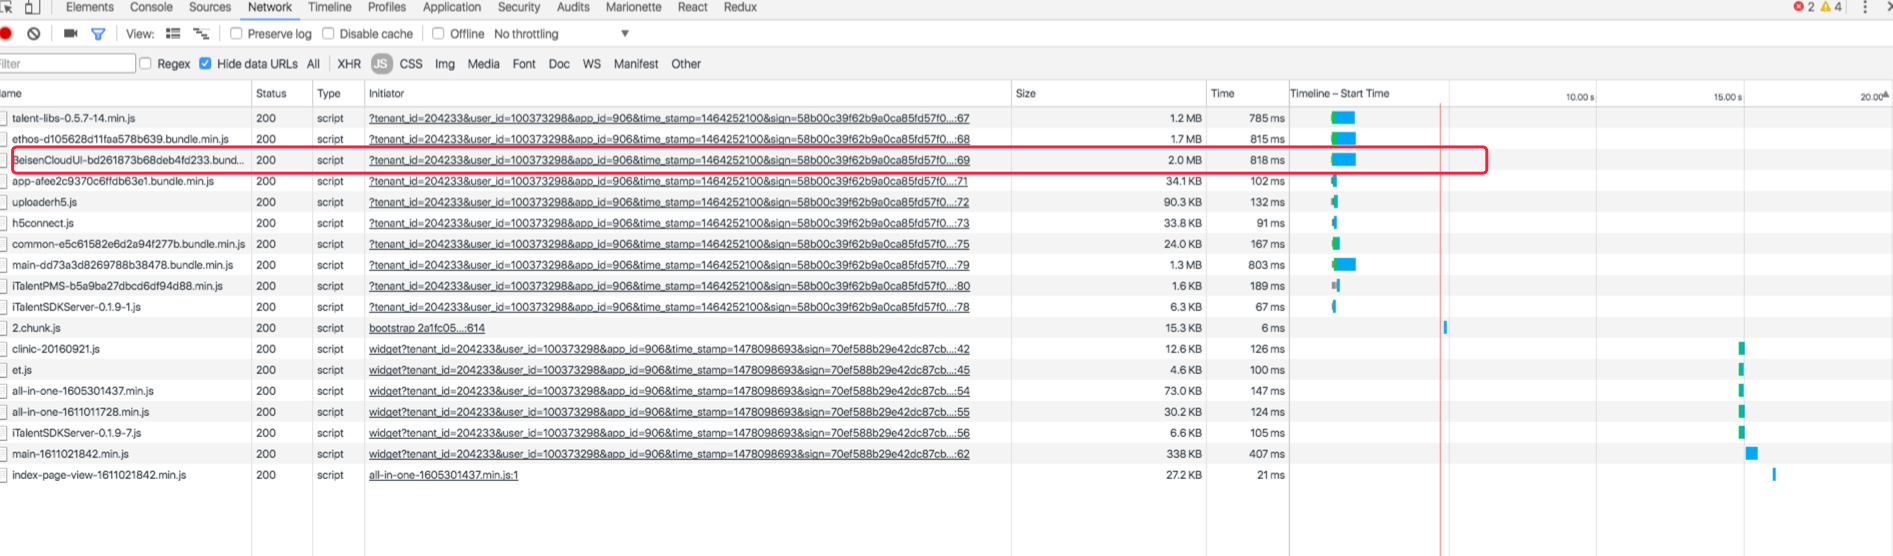 Elements Console Sources Network Timeline Profiles Application Security Audits Marionette React Redux 2 4
View: Preserve log Disable cache Offline No throttling
Filter Regex Hide data URLs All XHR JS CSS Img Media Font Doc WS Manifest Other
Name Status Type Initiator Size Time Timeline – Start Time 10.00 s 15.00 s 20.00
talent-libs-0.5.7-14.min.js 200 script ?tenant_id=204233&user_id=100373298&app_id=906&time_stamp=1464252100&sign=58b00c39f62b9a0ca85fd57f0...:67 1.2 MB 785 ms
ethos-d105628d11faa578b639.bundle.min.js 200 script ?tenant_id=204233&user_id=100373298&app_id=906&time_stamp=1464252100&sign=58b00c39f62b9a0ca85fd57f0...:68 1.7 MB 815 ms
BeisenCloudUI-bd261873b68deb4fd233.bund... 200 script ?tenant_id=204233&user_id=100373298&app_id=906&time_stamp=1464252100&sign=58b00c39f62b9a0ca85fd57f0...:69 2.0 MB 818 ms
app-afee2c9370c6ffdb63e1.bundle.min.js 200 script ?tenant_id=204233&user_id=100373298&app_id=906&time_stamp=1464252100&sign=58b00c39f62b9a0ca85fd57f0...:71 34.1 KB 102 ms
uploaderh5.js 200 script ?tenant_id=204233&user_id=100373298&app_id=906&time_stamp=1464252100&sign=58b00c39f62b9a0ca85fd57f0...:72 90.3 KB 132 ms
h5connect.js 200 script ?tenant_id=204233&user_id=100373298&app_id=906&time_stamp=1464252100&sign=58b00c39f62b9a0ca85fd57f0...:73 33.8 KB 91 ms
common-e5c61582e6d2a94f277b.bundle.min.js 200 script ?tenant_id=204233&user_id=100373298&app_id=906&time_stamp=1464252100&sign=58b00c39f62b9a0ca85fd57f0...:75 24.0 KB 167 ms
main-dd73a3d8269788b38478.bundle.min.js 200 script ?tenant_id=204233&user_id=100373298&app_id=906&time_stamp=1464252100&sign=58b00c39f62b9a0ca85fd57f0...:79 1.3 MB 803 ms
iTalentPMS-b5a9ba27dbcd6df94d88.min.js 200 script ?tenant_id=204233&user_id=100373298&app_id=906&time_stamp=1464252100&sign=58b00c39f62b9a0ca85fd57f0...:80 1.6 KB 189 ms
iTalentSDKServer-0.1.9-1.js 200 script ?tenant_id=204233&user_id=100373298&app_id=906&time_stamp=1464252100&sign=58b00c39f62b9a0ca85fd57f0...:78 6.3 KB 67 ms
2.chunk.js 200 script bootstrap 2a1fc05...:614 15.3 KB 6 ms
clinic-20160921.js 200 script widget?tenant_id=204233&user_id=100373298&app_id=906&time_stamp=1478098693&sign=70ef588b29e42dc87cb...:42 12.6 KB 126 ms
et.js 200 script widget?tenant_id=204233&user_id=100373298&app_id=906&time_stamp=1478098693&sign=70ef588b29e42dc87cb...:45 4.6 KB 100 ms
all-in-one-1605301437.min.js 200 script widget?tenant_id=204233&user_id=100373298&app_id=906&time_stamp=1478098693&sign=70ef588b29e42dc87cb...:54 73.0 KB 147 ms
all-in-one-1611011728.min.js 200 script widget?tenant_id=204233&user_id=100373298&app_id=906&time_stamp=1478098693&sign=70ef588b29e42dc87cb...:55 30.2 KB 124 ms
iTalentSDKServer-0.1.9-7.js 200 script widget?tenant_id=204233&user_id=100373298&app_id=906&time_stamp=1478098693&sign=70ef588b29e42dc87cb...:56 6.6 KB 105 ms
main-1611021842.min.js 200 script widget?tenant_id=204233&user_id=100373298&app_id=906&time_stamp=1478098693&sign=70ef588b29e42dc87cb...:62 338 KB 407 ms
index-page-view-1611021842.min.js 200 script all-in-one-1605301437.min.js:1 27.2 KB 21 ms